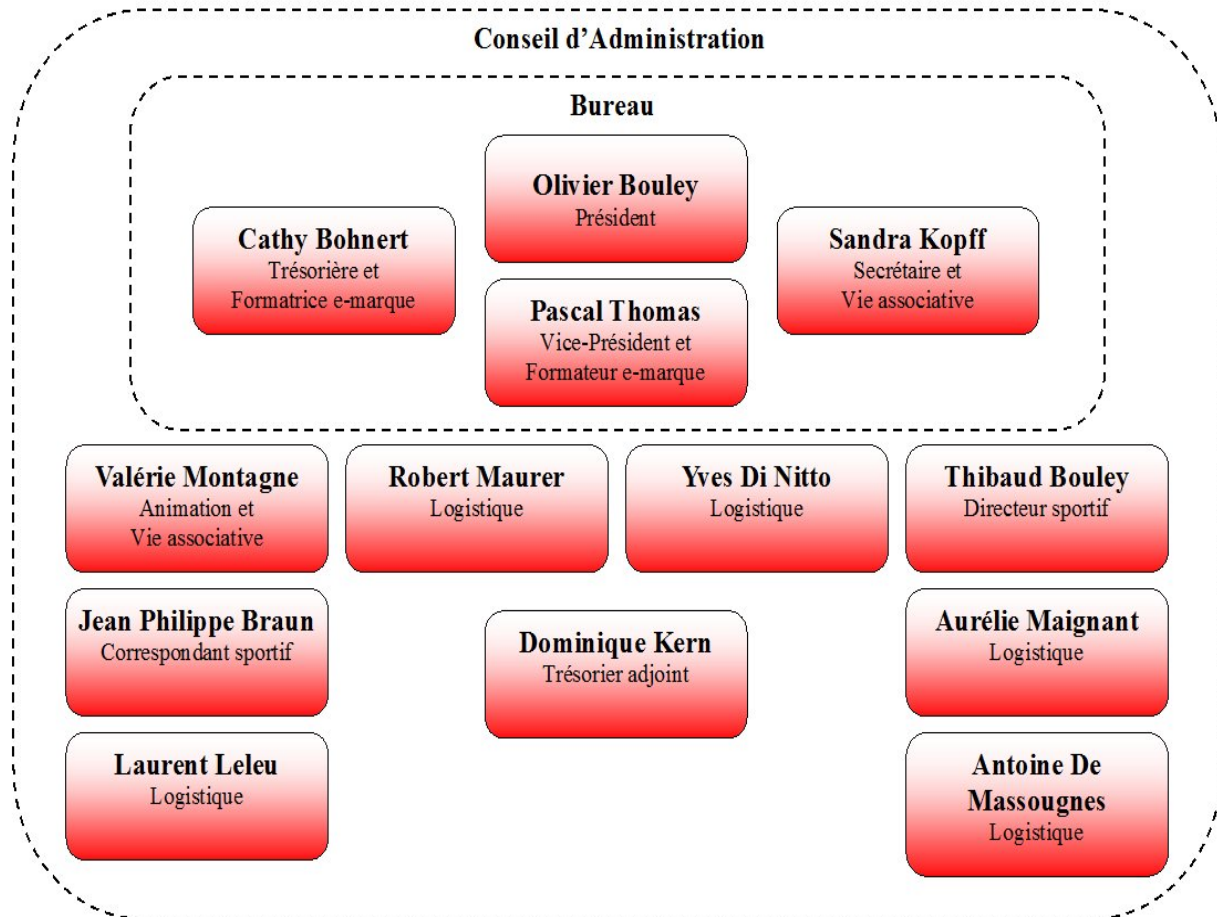 Conseil d’Administration
Bureau
Olivier Bouley
Président
Cathy Bohnert
Trésorière et
Formatrice e-marque
Sandra Kopff
Secrétaire et
Vie associative
Pascal Thomas
Vice-Président et
Formateur e-marque
Valérie Montagne
Animation et
Vie associative
Robert Maurer
Logistique
Yves Di Nitto
Logistique
Thibaud Bouley
Directeur sportif
Jean Philippe Braun
Correspondant sportif
Dominique Kern
Trésorier adjoint
Aurélie Maignant
Logistique
Laurent Leleu
Logistique
Antoine De
Massougnes
Logistique